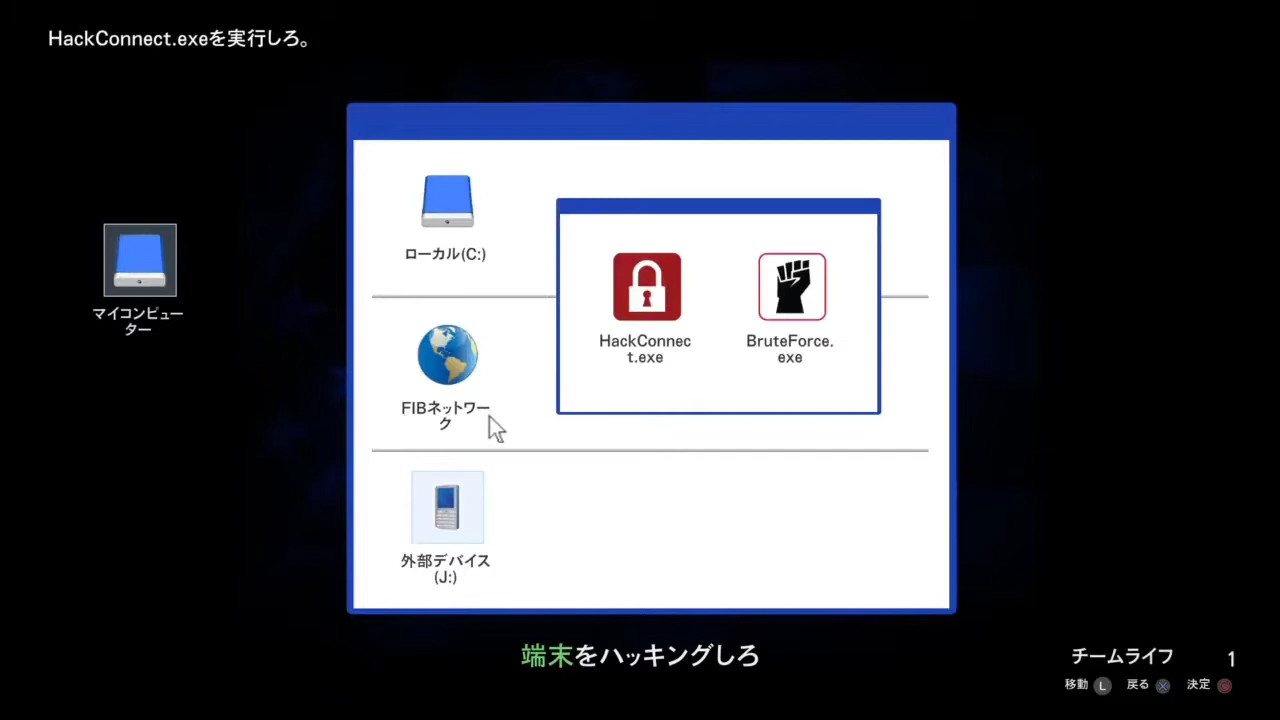 HackConnect.exeを実行しろ。
ローカル(C:)
マイコンピュー
ター
HackConnec
t.exe
BruteForce.
exe
FIBネットワー
ク
外部デバイス
(J:)
端末をハッキングしろ
チームライフ 1
移動 L 戻る 決定